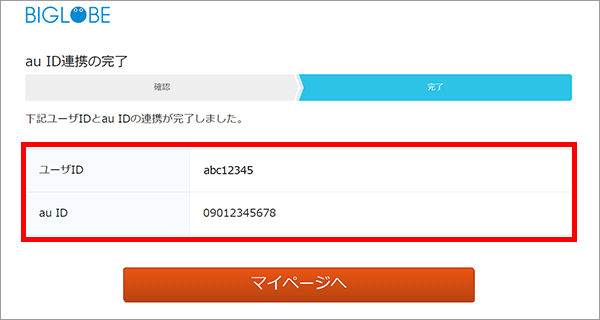 BIGLOBE
au ID連携の完了
確認
完了
下記ユーザIDとau IDの連携が完了しました。
ユーザID abc12345
au ID 09012345678
マイページへ